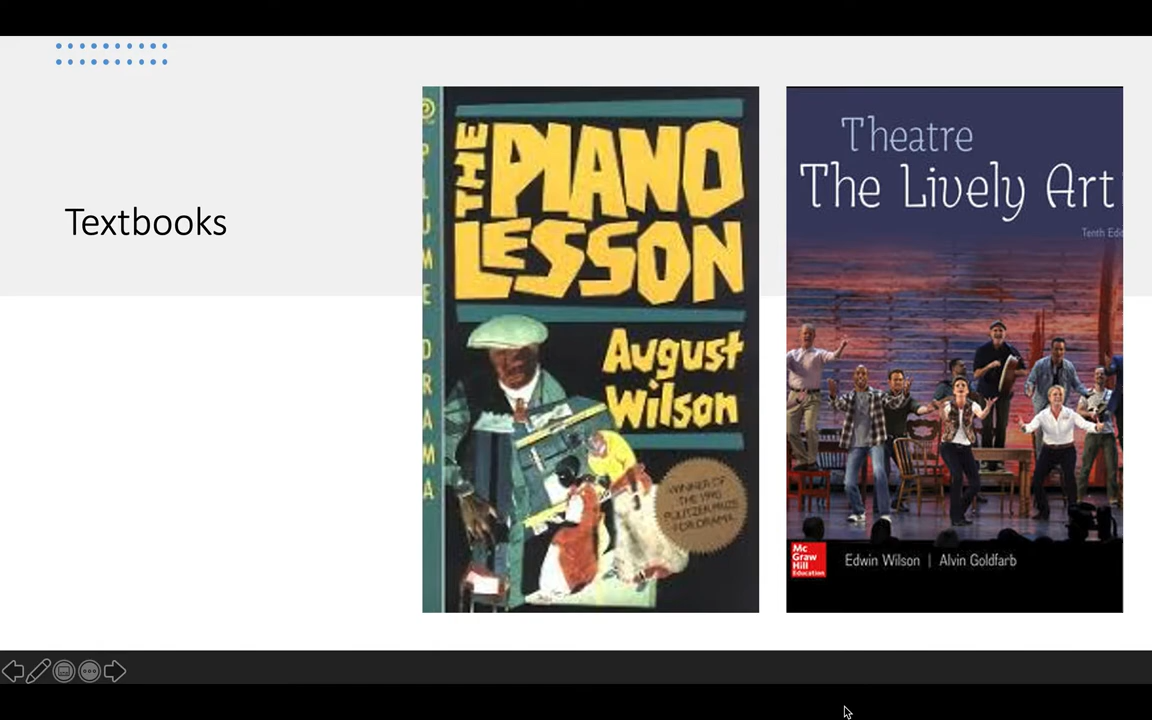 Textbooks
PLUME DRAMA
THE PIANO
LESSON
August
Wilson
WINNER OF
THE 1990
PULITZER PRIZE
FOR DRAMA
Theatre
The Lively Art
Tenth Edi
Mc
Graw
Hill
Education
Edwin Wilson | Alvin Goldfarb